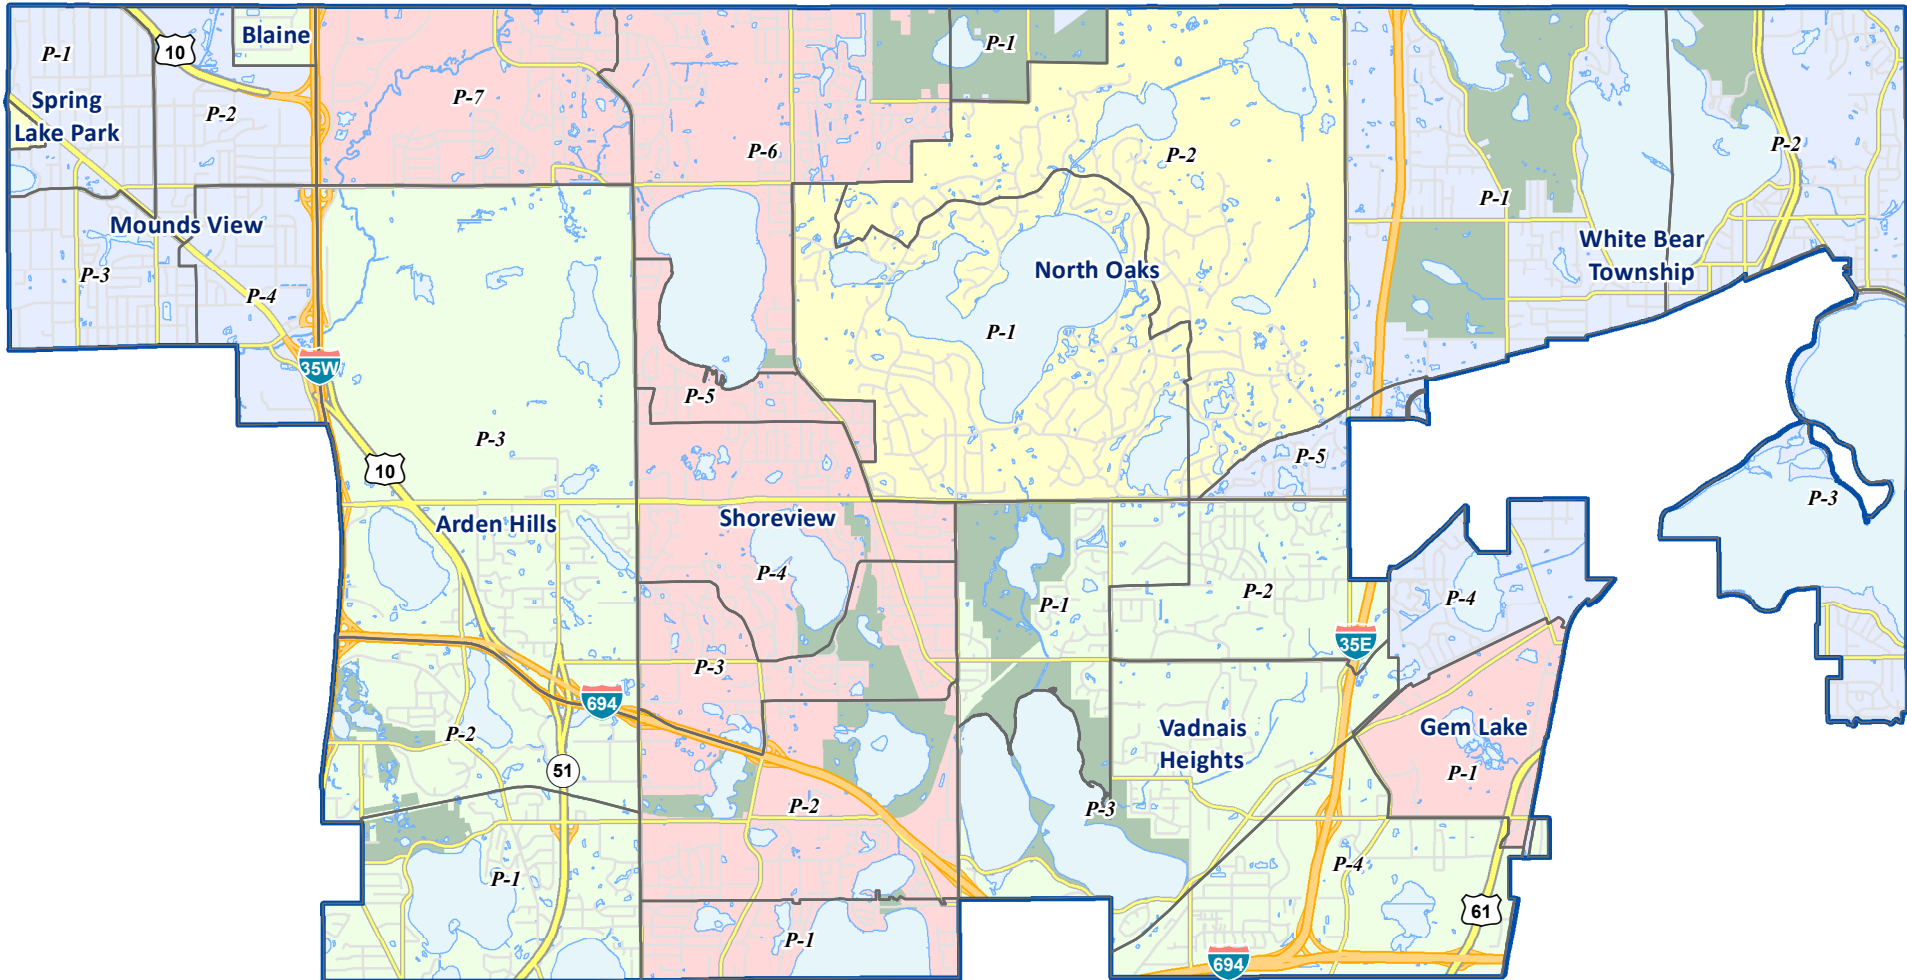 P-1
10
Blaine
P-7
P-1
Spring
Lake Park
P-2
P-6
P-2
P-2
P-1
Mounds View
White Bear
Township
P-3
P-4
North Oaks
P-1
35W
P-5
P-3
10
P-5
P-3
Arden Hills
Shoreview
P-4
P-1
P-2
P-4
35E
P-3
694
P-2
Vadnais
Heights
Gem Lake
P-1
51
P-2
P-3
P-4
P-1
61
P-1
694